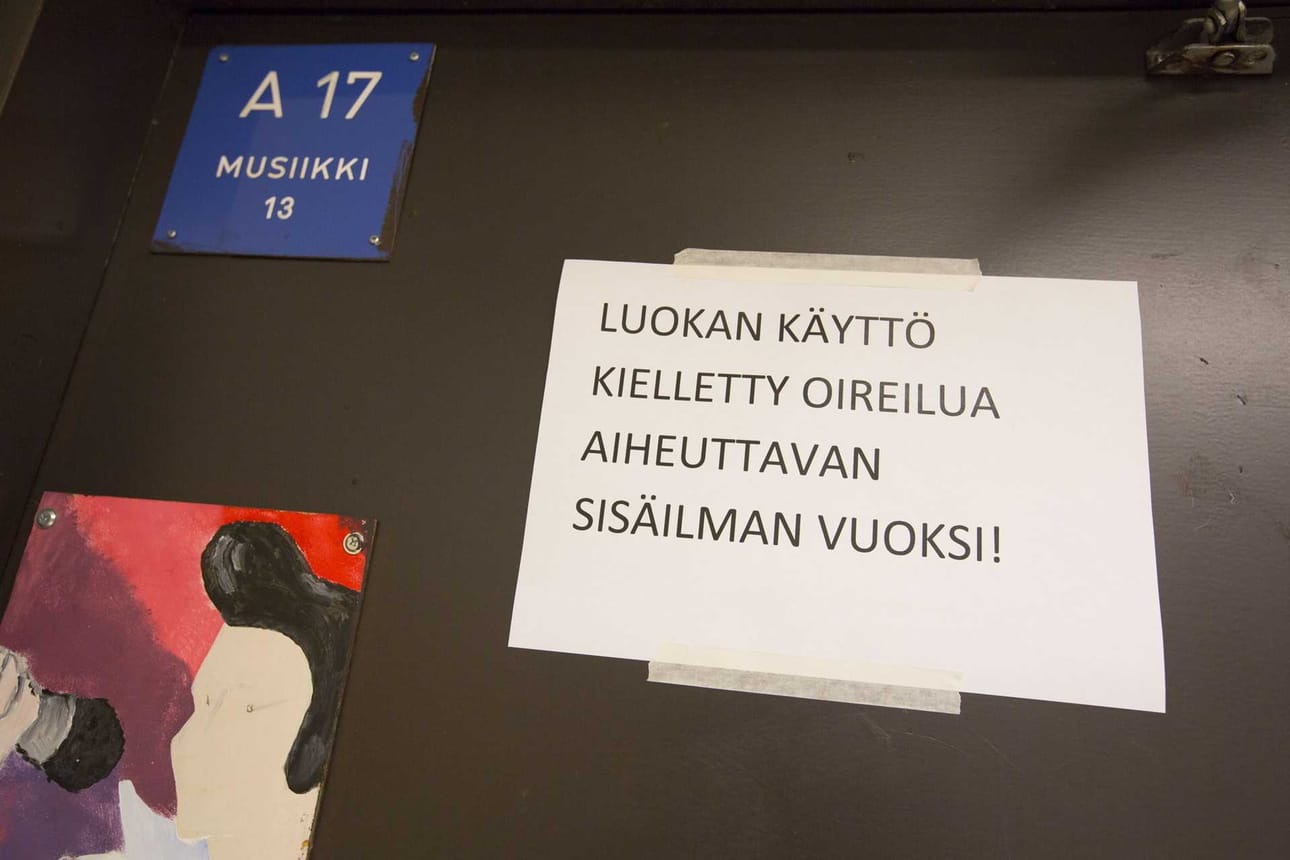 A 17
MUSIIKKI
13
LUOKAN KÄYTTÖ
KIELLETTY OIREILUA
AIHEUTTAVAN
SISÄILMAN VUOKSI!